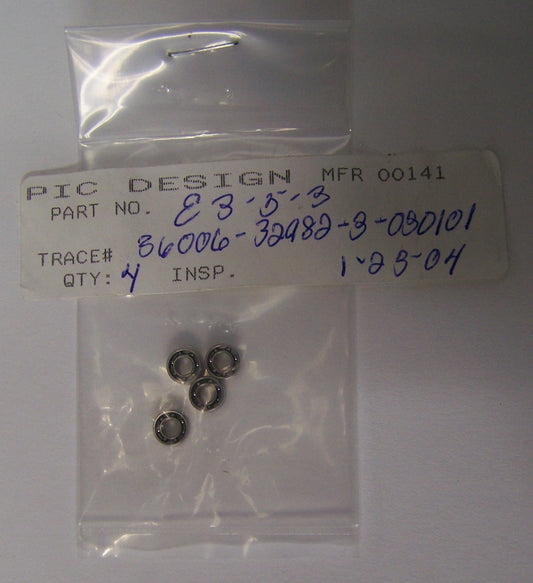 PIC DESIGN MFR 00141
PART NO. E3-5-3
TRACE# 36006-32982-3-030101
QTY: 4 INSP. 1-23-04